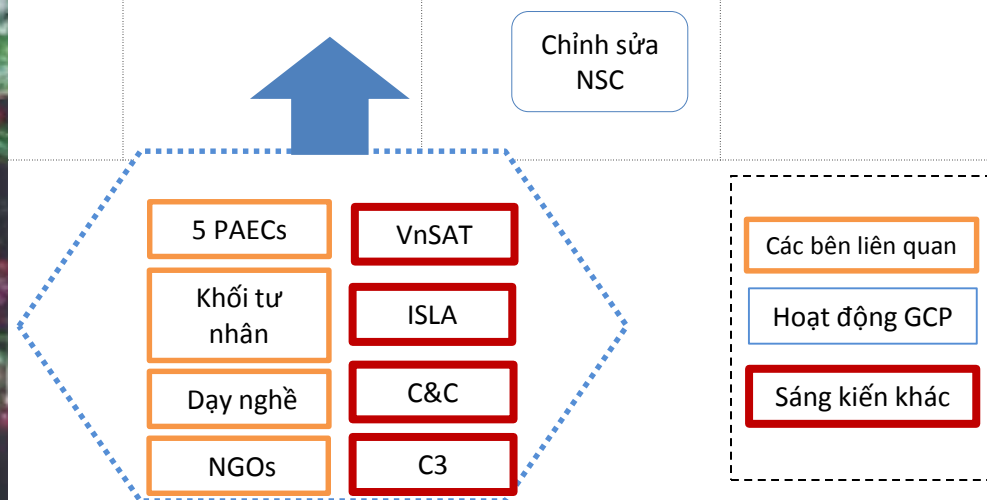 Chỉnh sửa
NSC
5 PAECs
VnSAT
Khối tư
nhân
ISLA
Dạy nghề
C&C
NGOs
C3
Các bên liên quan
Hoạt động GCP
Sáng kiến khác